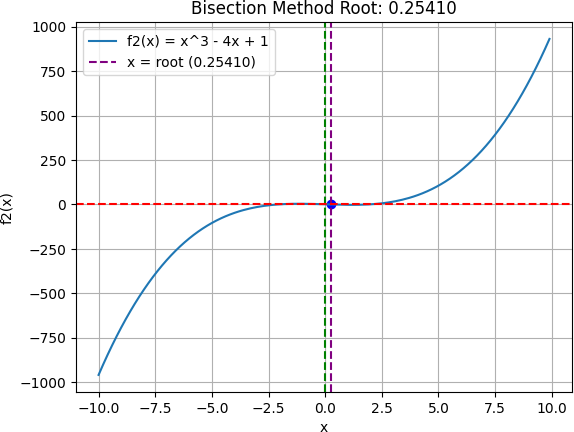 Bisection Method Root: 0.25410
f2(x) = x^3 - 4x + 1
x = root (0.25410)
1000
750
500
250
0
−250
−500
−750
−1000
f2(x)
−10.0 −7.5 −5.0 −2.5 0.0 2.5 5.0 7.5 10.0
x